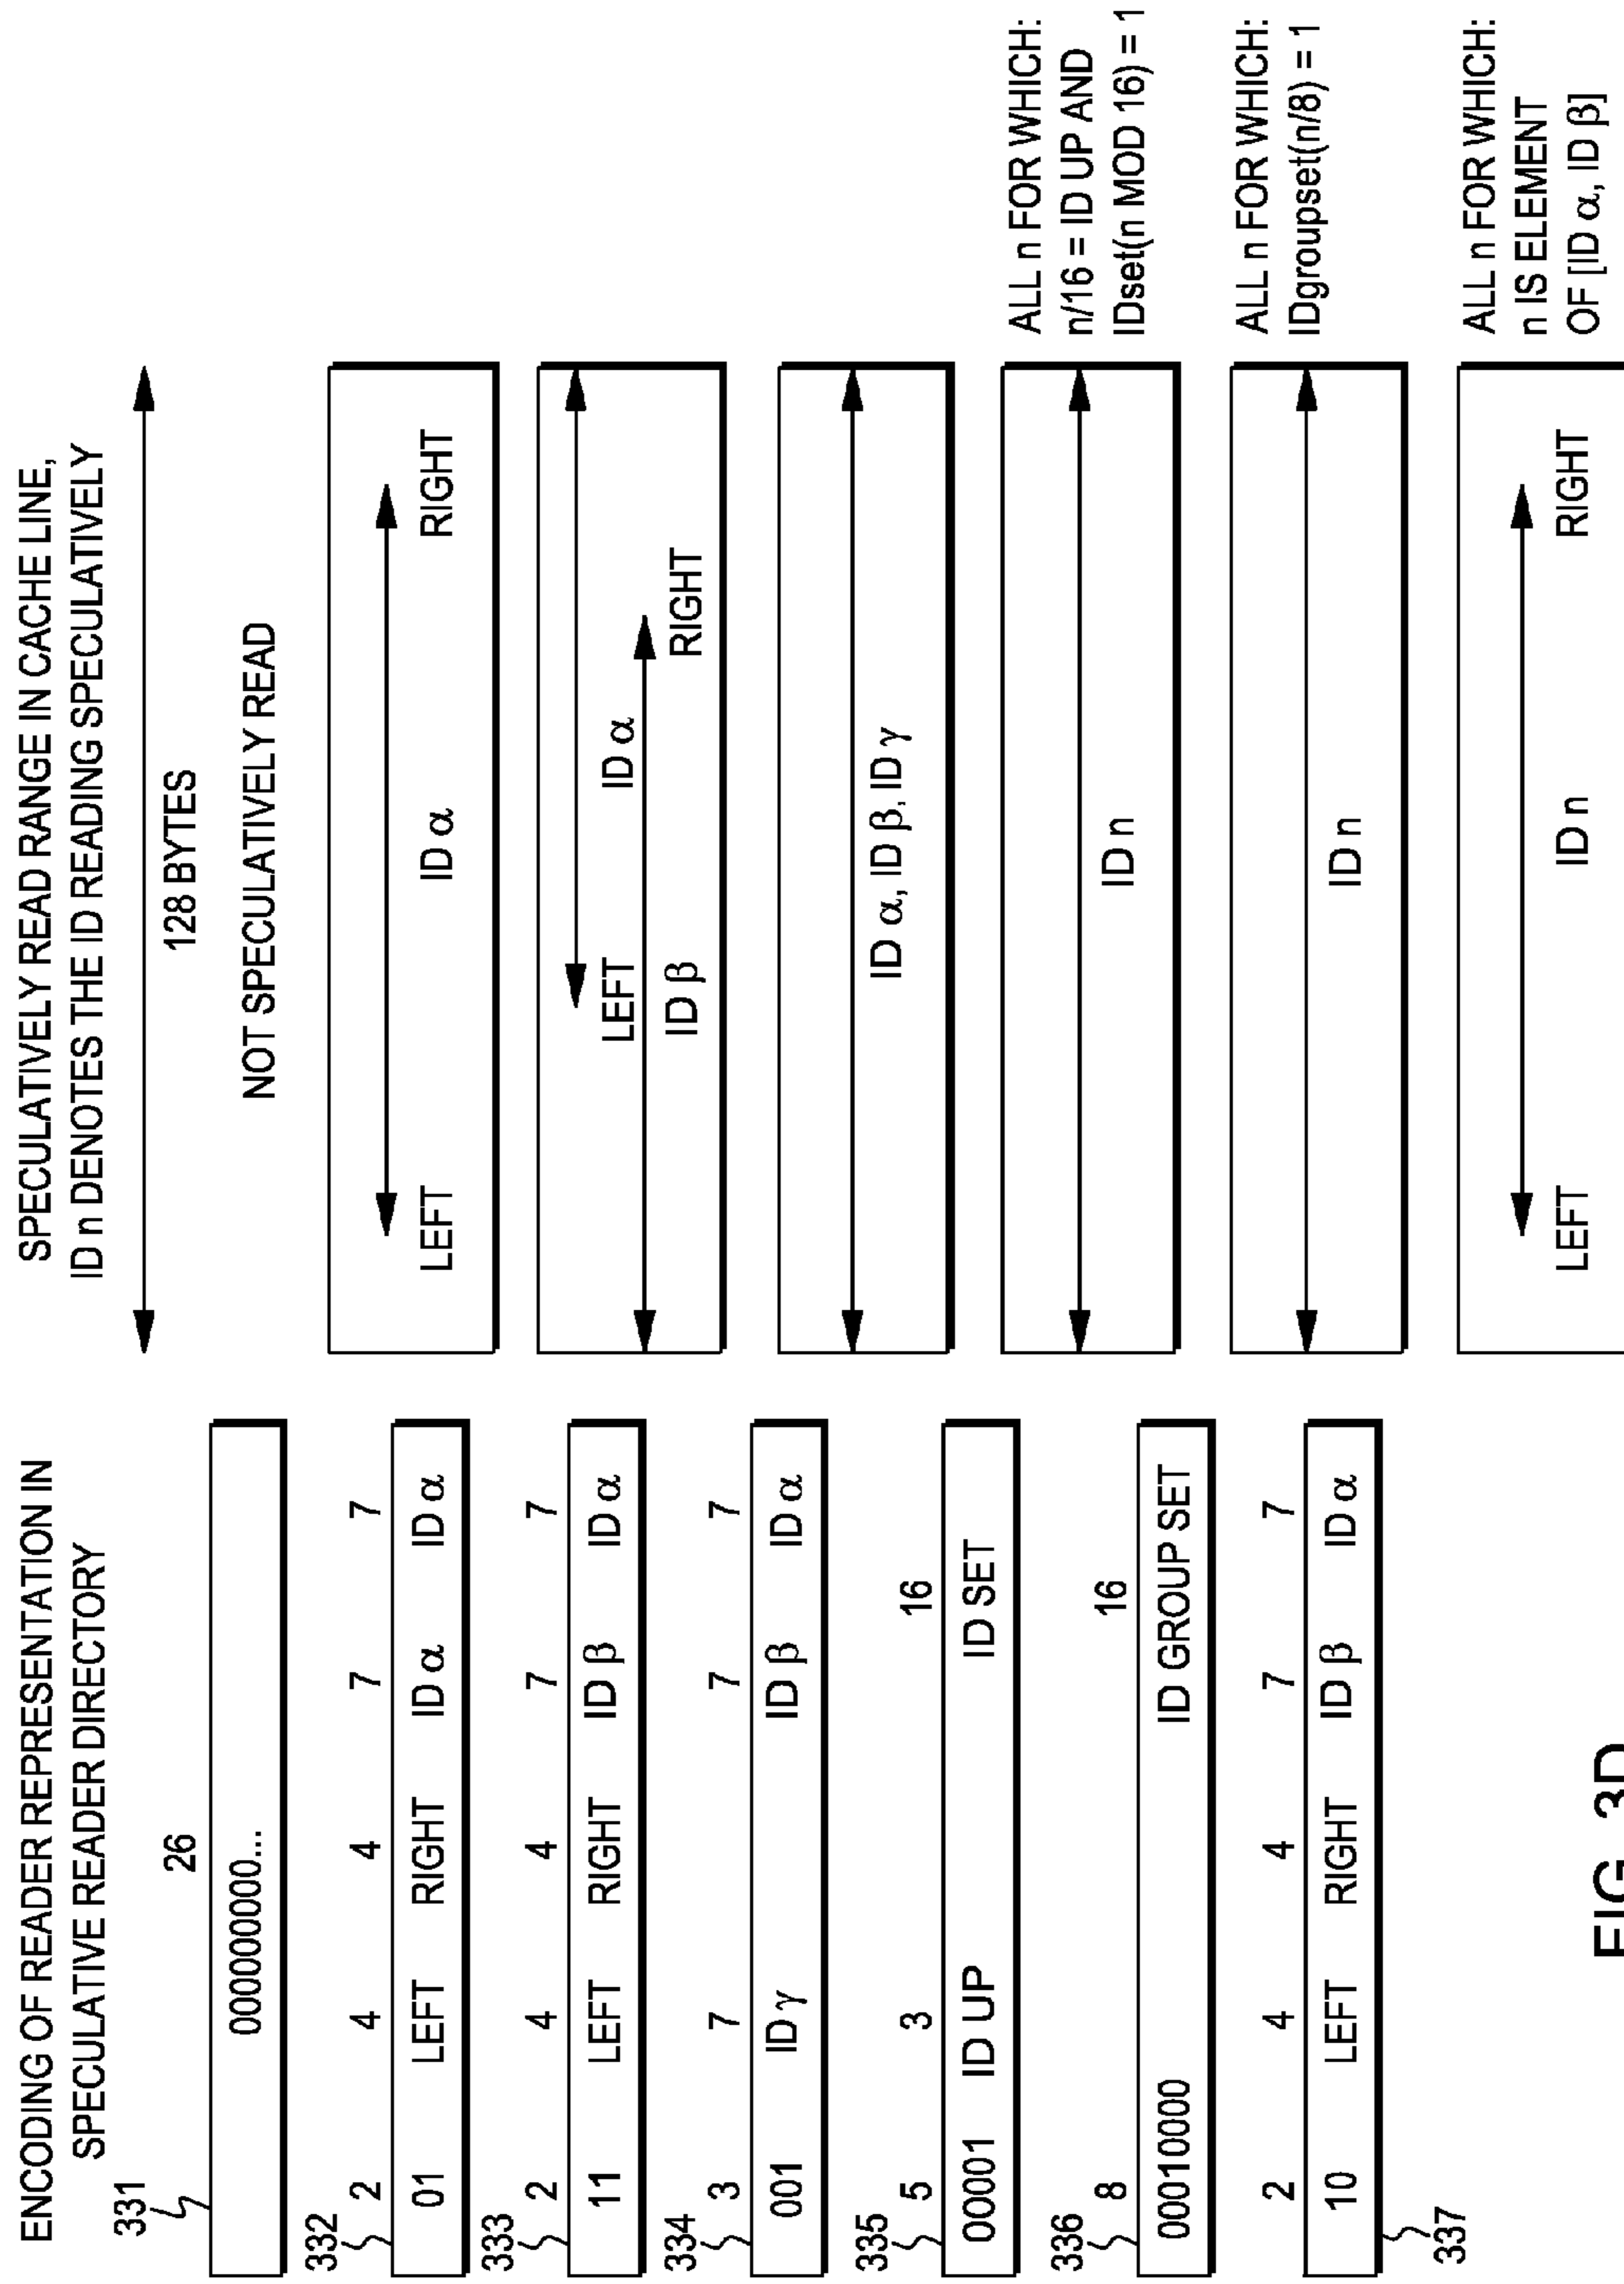 ENCODING OF READER REPRESENTATION IN
SPECULATIVE READER DIRECTORY
SPECULATIVELY READ RANGE IN CACHE LINE,
ID n DENOTES THE ID READING SPECULATIVELY
128 BYTES
331
26
000000000...
NOT SPECULATIVELY READ
332
2 4 4 7 7
01 LEFT RIGHT ID α ID α
ID α
LEFT RIGHT
333
2 4 4 7 7
11 LEFT RIGHT ID β ID α
LEFT ID α
ID β RIGHT
334
3 7 7 7
001 ID γ ID β ID α
ID α, ID β, ID γ
335
5 3 16
00001 ID UP ID SET
ID n
ALL n FOR WHICH:
n/16 = ID UP AND
IDset(n MOD 16) = 1
336
8 16
00010000 ID GROUP SET
ID n
ALL n FOR WHICH:
IDgroupset(n/8) = 1
337
2 4 4 7 7
10 LEFT RIGHT ID β ID α
LEFT ID n RIGHT
ALL n FOR WHICH:
n IS ELEMENT
OF [ID α, ID β]
FIG. 3D